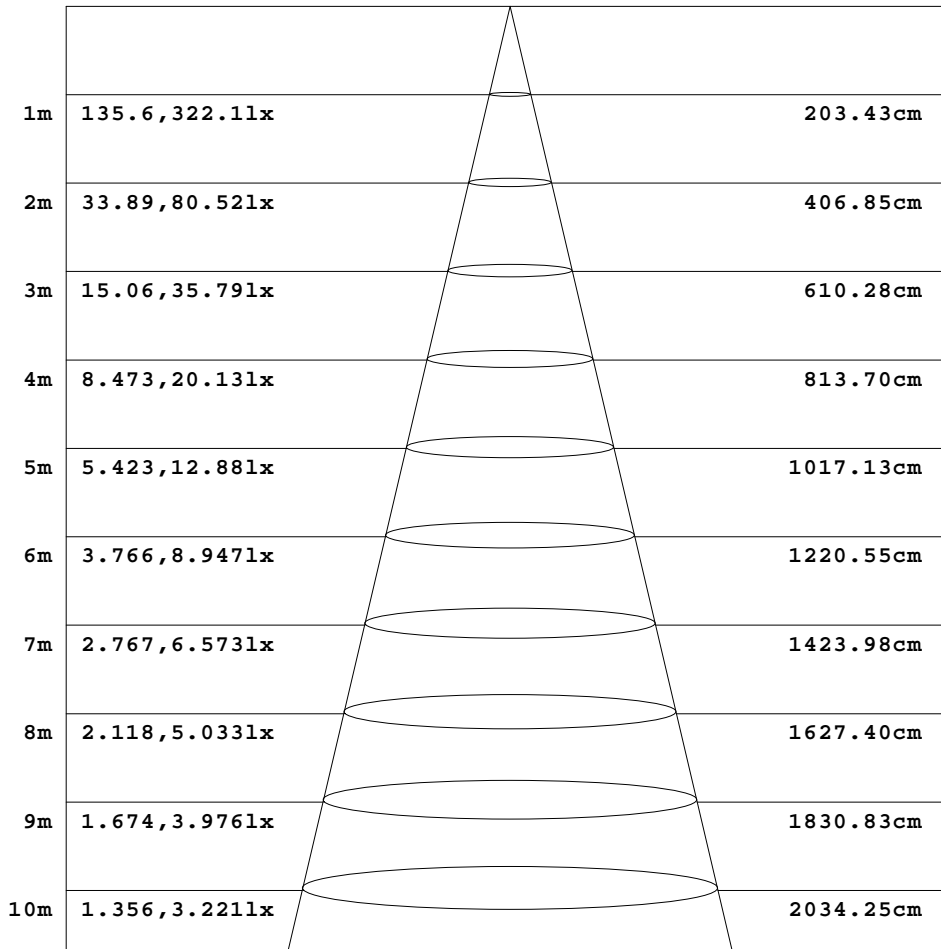 1m 135.6,322.1lx 203.43cm
2m 33.89,80.52lx 406.85cm
3m 15.06,35.79lx 610.28cm
4m 8.473,20.13lx 813.70cm
5m 5.423,12.88lx 1017.13cm
6m 3.766,8.947lx 1220.55cm
7m 2.767,6.573lx 1423.98cm
8m 2.118,5.033lx 1627.40cm
9m 1.674,3.976lx 1830.83cm
10m 1.356,3.221lx 2034.25cm